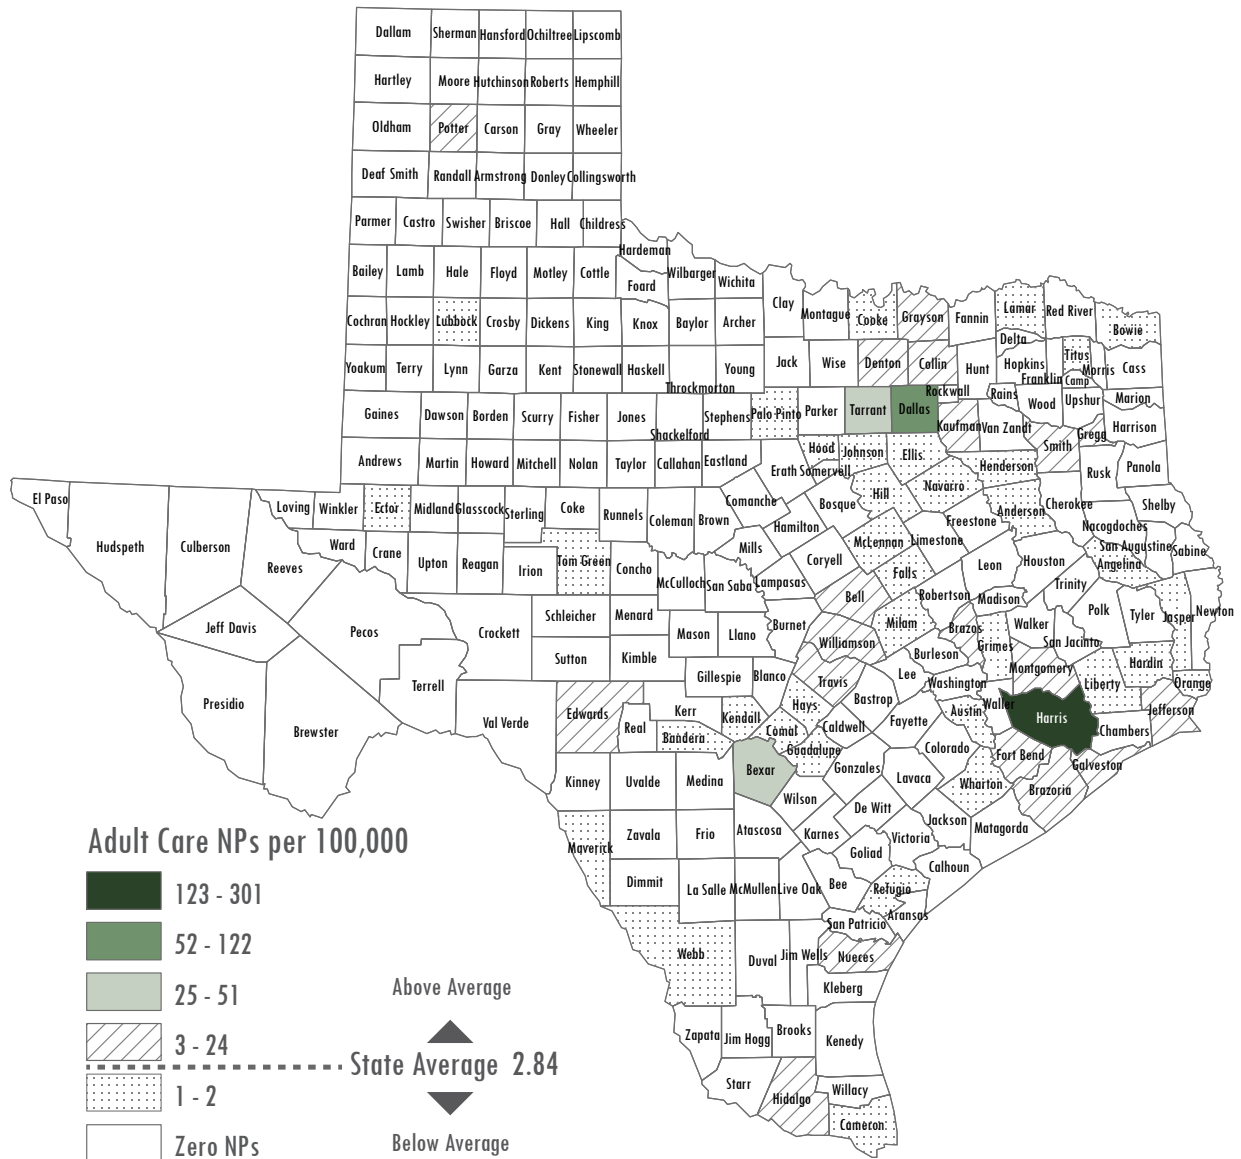 Dallam Sherman Hansford Ochiltree Lipscomb
Hartley Moore Hutchinson Roberts Hemphill
Oldham Potter Carson Gray Wheeler
Deaf Smith Randall Armstrong Donley Collingsworth
Parmer Castro Swisher Briscoe Hall Childress
Hardeman
Bailey Lamb Hale Floyd Motley Cottle Foard Wilbarger Wichita
Clay Montague Cooke Grayson Fannin Lamar Red River Bowie
Cochran Hockley Lubbock Crosby Dickens King Knox Baylor Archer
Delta
Yoakum Terry Lynn Garza Kent Stonewall Haskell Throckmorton Young Jack Wise Denton Collin Hunt Hopkins Franklin Titus Camp Morris Cass
Rockwall Rains Wood Upshur Marion
Gaines Dawson Borden Scurry Fisher Jones Shackelford Stephens Palo Pinto Parker Tarrant Dallas Kaufman Van Zandt Smith Gregg Harrison
Andrews Martin Howard Mitchell Nolan Taylor Callahan Eastland Erath Hood Somervell Johnson Ellis Henderson Rusk Panola
El Paso Hudspeth Culberson Reeves Loving Winkler Ector Midland Glasscock Sterling Coke Runnels Coleman Brown Comanche Bosque Hill Navarro Anderson Cherokee Shelby
Hamilton McLennan Limestone Freestone Nacogdoches
Ward Crane Upton Reagan Irion Tom Green Concho McCulloch San Saba Mills Lampasas Coryell Falls Leon Houston San Augustine Sabine Angelina
Jeff Davis Pecos Crockett Schleicher Menard Mason Llano Burnet Bell Milam Robertson Madison Trinity Polk Tyler Jasper Newton
Williamson Brazos Walker San Jacinto
Presidio Brewster Terrell Val Verde Sutton Kimble Gillespie Blanco Travis Burleson Grimes Montgomery Hardin
Lee Washington Liberty Orange
Edwards Real Kerr Kendall Hays Bastrop Fayette Austin Waller Harris Chambers Jefferson
Bandera Comal Caldwell Guadalupe Colorado Fort Bend Galveston
Kinney Uvalde Medina Bexar Gonzales Lavaca Wharton Brazoria
Wilson De Witt Jackson Matagorda
Maverick Zavala Frio Atascosa Karnes Goliad Victoria Calhoun
Dimmit La Salle McMullen Live Oak Bee Refugio Aransas
San Patricio
Webb Duval Jim Wells Nueces
Kleberg
Zapata Jim Hogg Brooks Kenedy
Starr Hidalgo Willacy
Cameron
Adult Care NPs per 100,000
123 - 301
52 - 122
25 - 51
Above Average
3 - 24
State Average 2.84
1 - 2
Below Average
Zero NPs